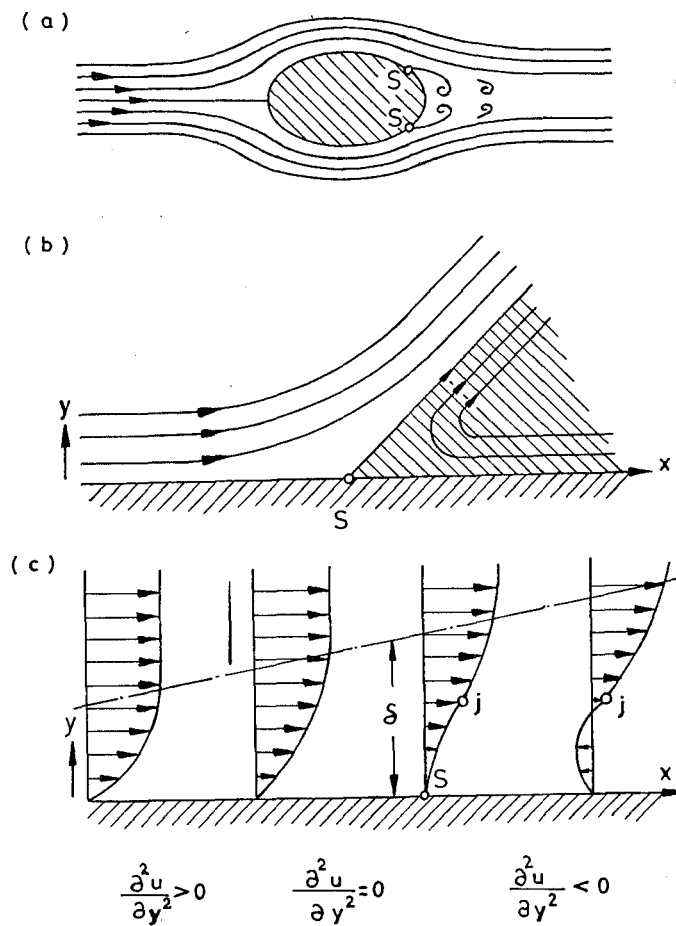 (a)
S
S
(b)
y
x
S
(c)
y
δ
S
j
j
x
∂²u/∂y² > 0
∂²u/∂y² = 0
∂²u/∂y² < 0